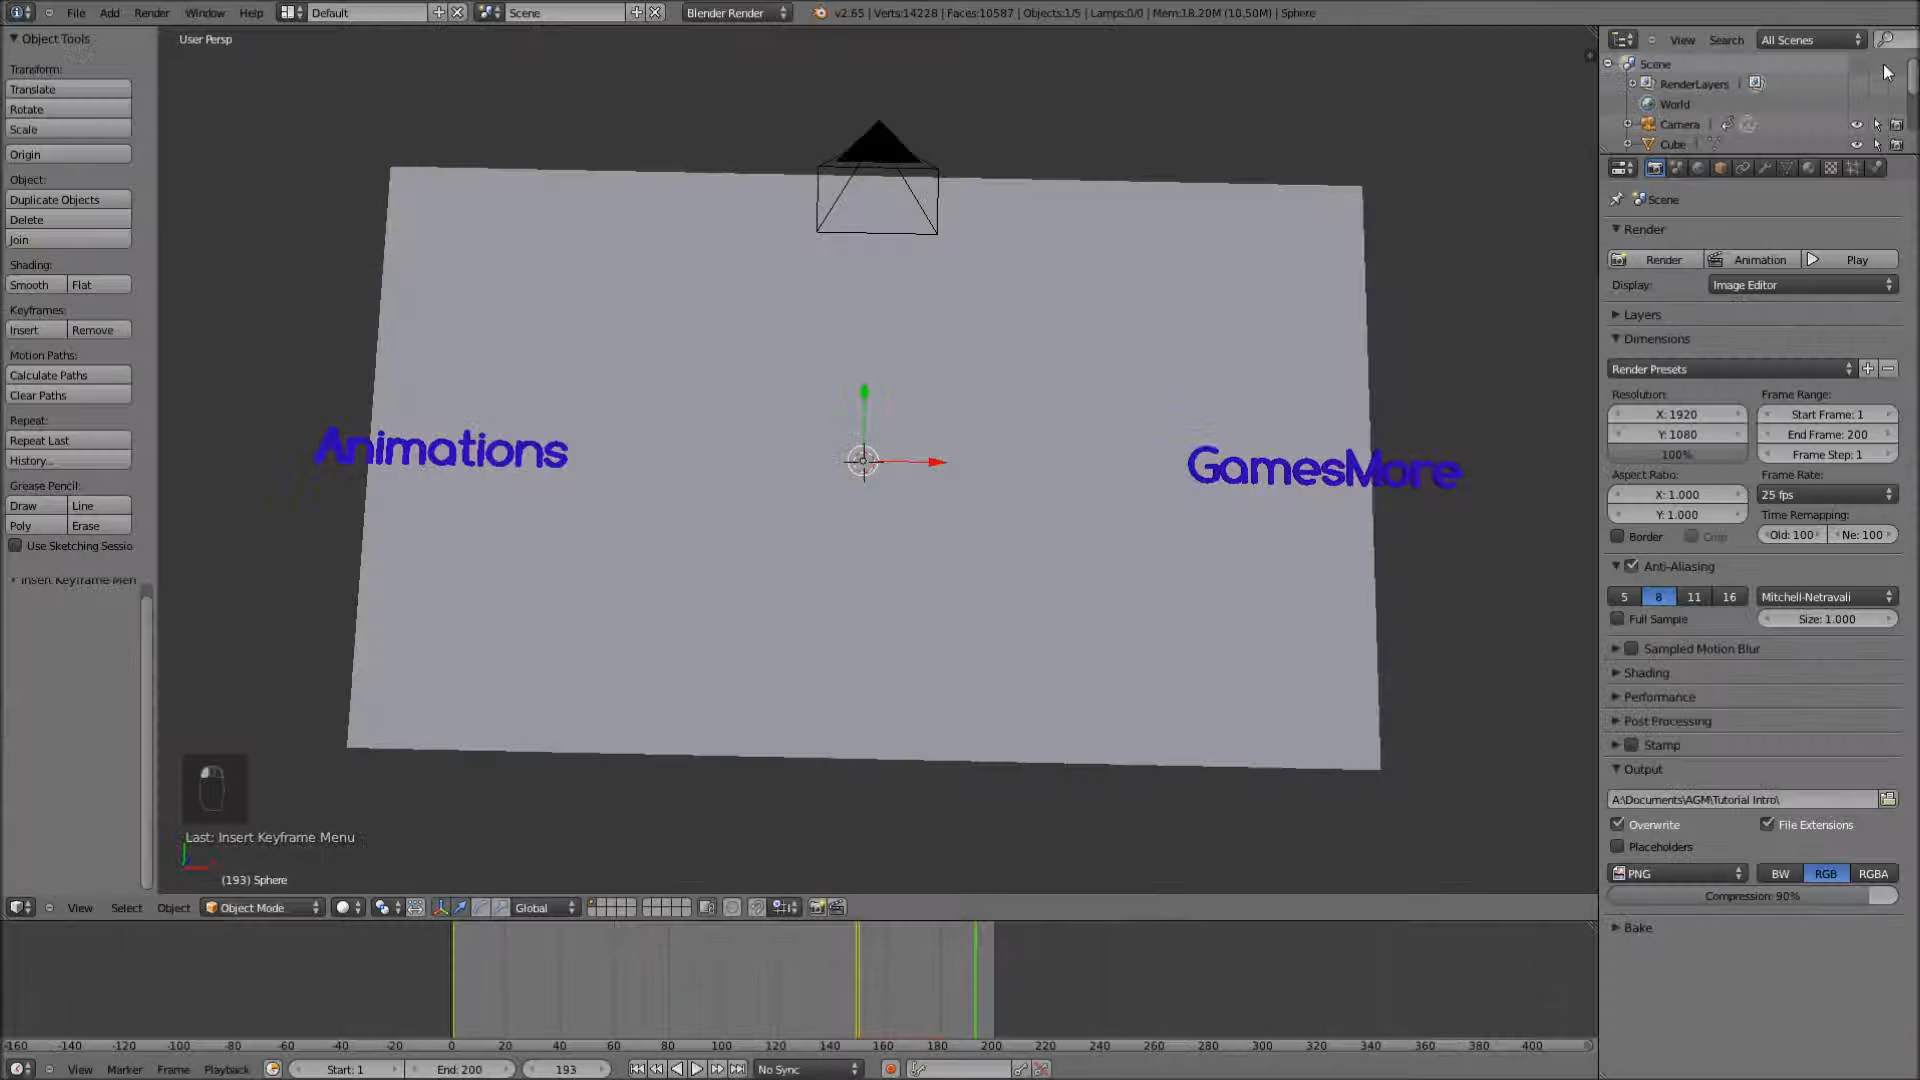 File Add Render Window Help Default Scene Blender Render v2.65 | Verts:14228 | Faces:10587 | Objects:1/5 | Lamps:0/0 | Mem:18.20M (10.50M) | Sphere
Object Tools
Transform:
Translate
Rotate
Scale
Origin
Object:
Duplicate Objects
Delete
Join
Shading:
Smooth Flat
Keyframes:
Insert Remove
Motion Paths:
Calculate Paths
Clear Paths
Repeat:
Repeat Last
History...
Grease Pencil:
Draw Line
Poly Erase
Use Sketching Sessio
Insert Keyframe Men
User Persp
Animations
GamesMore
Last: Insert Keyframe Menu
(193) Sphere
View Select Object Object Mode Global
-160 -140 -120 -100 -80 -60 -40 -20 0 20 40 60 80 100 120 140 160 180 200 220 240 260 280 300 320 340 360 380 400
View Marker Frame Playback Start: 1 End: 200 193 No Sync
View Search All Scenes
Scene
RenderLayers
World
Camera
Cube
Scene
Render
Render Animation Play
Display: Image Editor
Layers
Dimensions
Render Presets
Resolution: Frame Range:
X: 1920 Start Frame: 1
Y: 1080 End Frame: 200
100% Frame Step: 1
Aspect Ratio: Frame Rate:
X: 1.000 25 fps
Y: 1.000 Time Remapping:
Border Crop Old: 100 Ne: 100
Anti-Aliasing
5 8 11 16 Mitchell-Netravali
Full Sample Size: 1.000
Sampled Motion Blur
Shading
Performance
Post Processing
Stamp
Output
A:\Documents\AGM\Tutorial Intro\
Overwrite File Extensions
Placeholders
PNG BW RGB RGBA
Compression: 90%
Bake